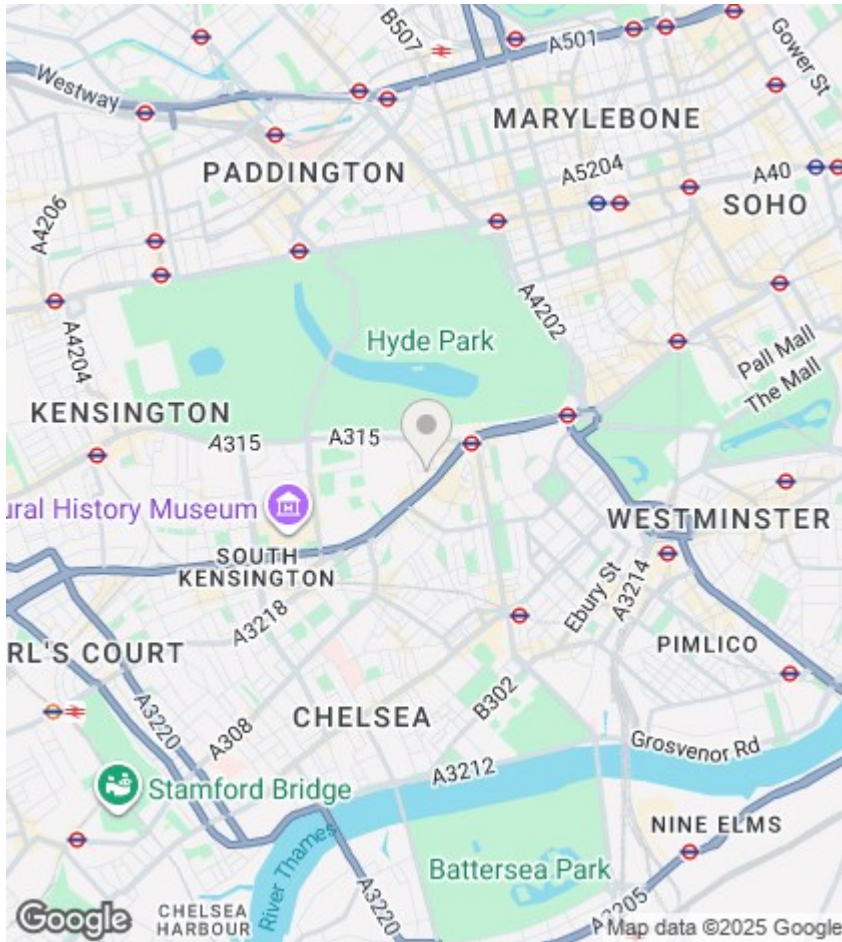 B507
A501
Gower St
Westway
MARYLEBONE
PADDINGTON
A5204
A40
SOHO
A4206
A4202
Hyde Park
A4204
Pall Mall
The Mall
KENSINGTON
A315
A315
ural History Museum
WESTMINSTER
SOUTH
KENSINGTON
Ebury St
A3214
A3218
RL'S COURT
PIMLICO
B302
CHELSEA
A3220
A308
Grosvenor Rd
A3212
Stamford Bridge
NINE ELMS
River Thames
Battersea Park
A3220
A3205
Google
CHELSEA
HARBOUR
Map data ©2025 Google